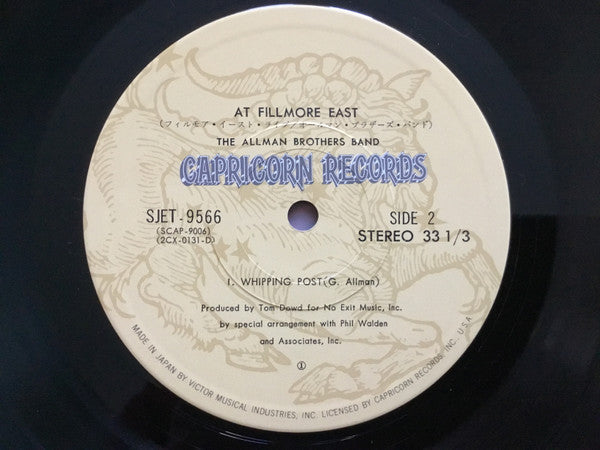 AT FILLMORE EAST
(フィルモア・イースト・ライヴ/オールマン・ブラザーズ・バンド)
THE ALLMAN BROTHERS BAND
CAPRICORN RECORDS
SJET-9566
(SCAP-9006)
(2CX-0131-D)
SIDE 2
STEREO 33 1/3
1. WHIPPING POST(G. Allman)
Produced by Tom Dowd for No Exit Music, Inc.
by special arrangement with Phil Walden
and Associates, Inc.
①
MADE IN JAPAN BY VICTOR MUSICAL INDUSTRIES, INC. LICENSED BY CAPRICORN RECORDS, INC. U.S.A.